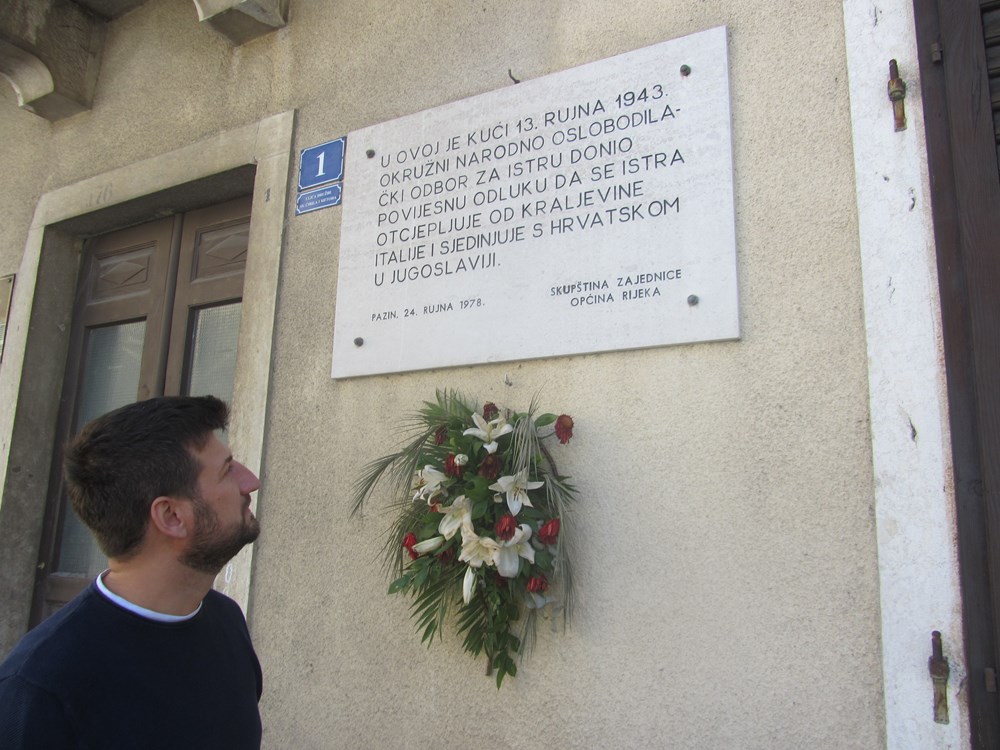 1
U OVOJ JE KUĆI 13. RUJNA 1943.
OKRUŽNI NARODNO OSLOBODILA-
ČKI ODBOR ZA ISTRU DONIO
POVIJESNU ODLUKU DA SE ISTRA
OTCJEPLJUJE OD KRALJEVINE
ITALIJE I SJEDINJUJE S HRVATSKOM
U JUGOSLAVIJI.
SKUPŠTINA ZAJEDNICE
OPĆINA RIJEKA
PAZIN, 24. RUJNA 1978.